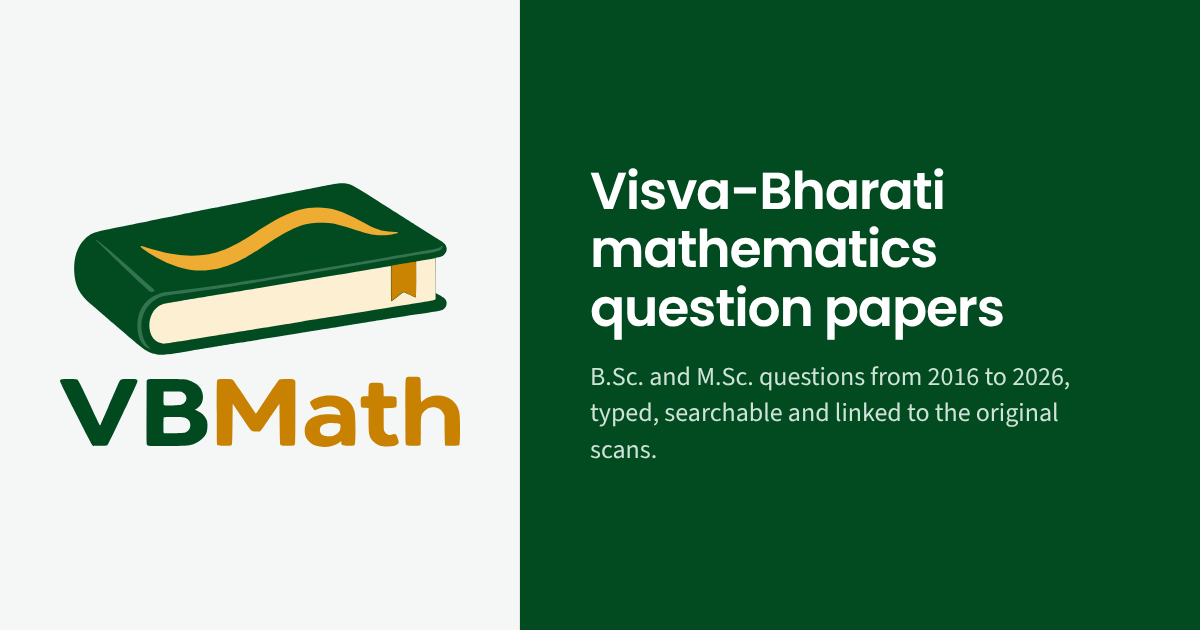 VBMath
Visva-Bharati
mathematics
question papers
B.Sc. and M.Sc. questions from 2016 to 2026,
typed, searchable and linked to the original
scans.